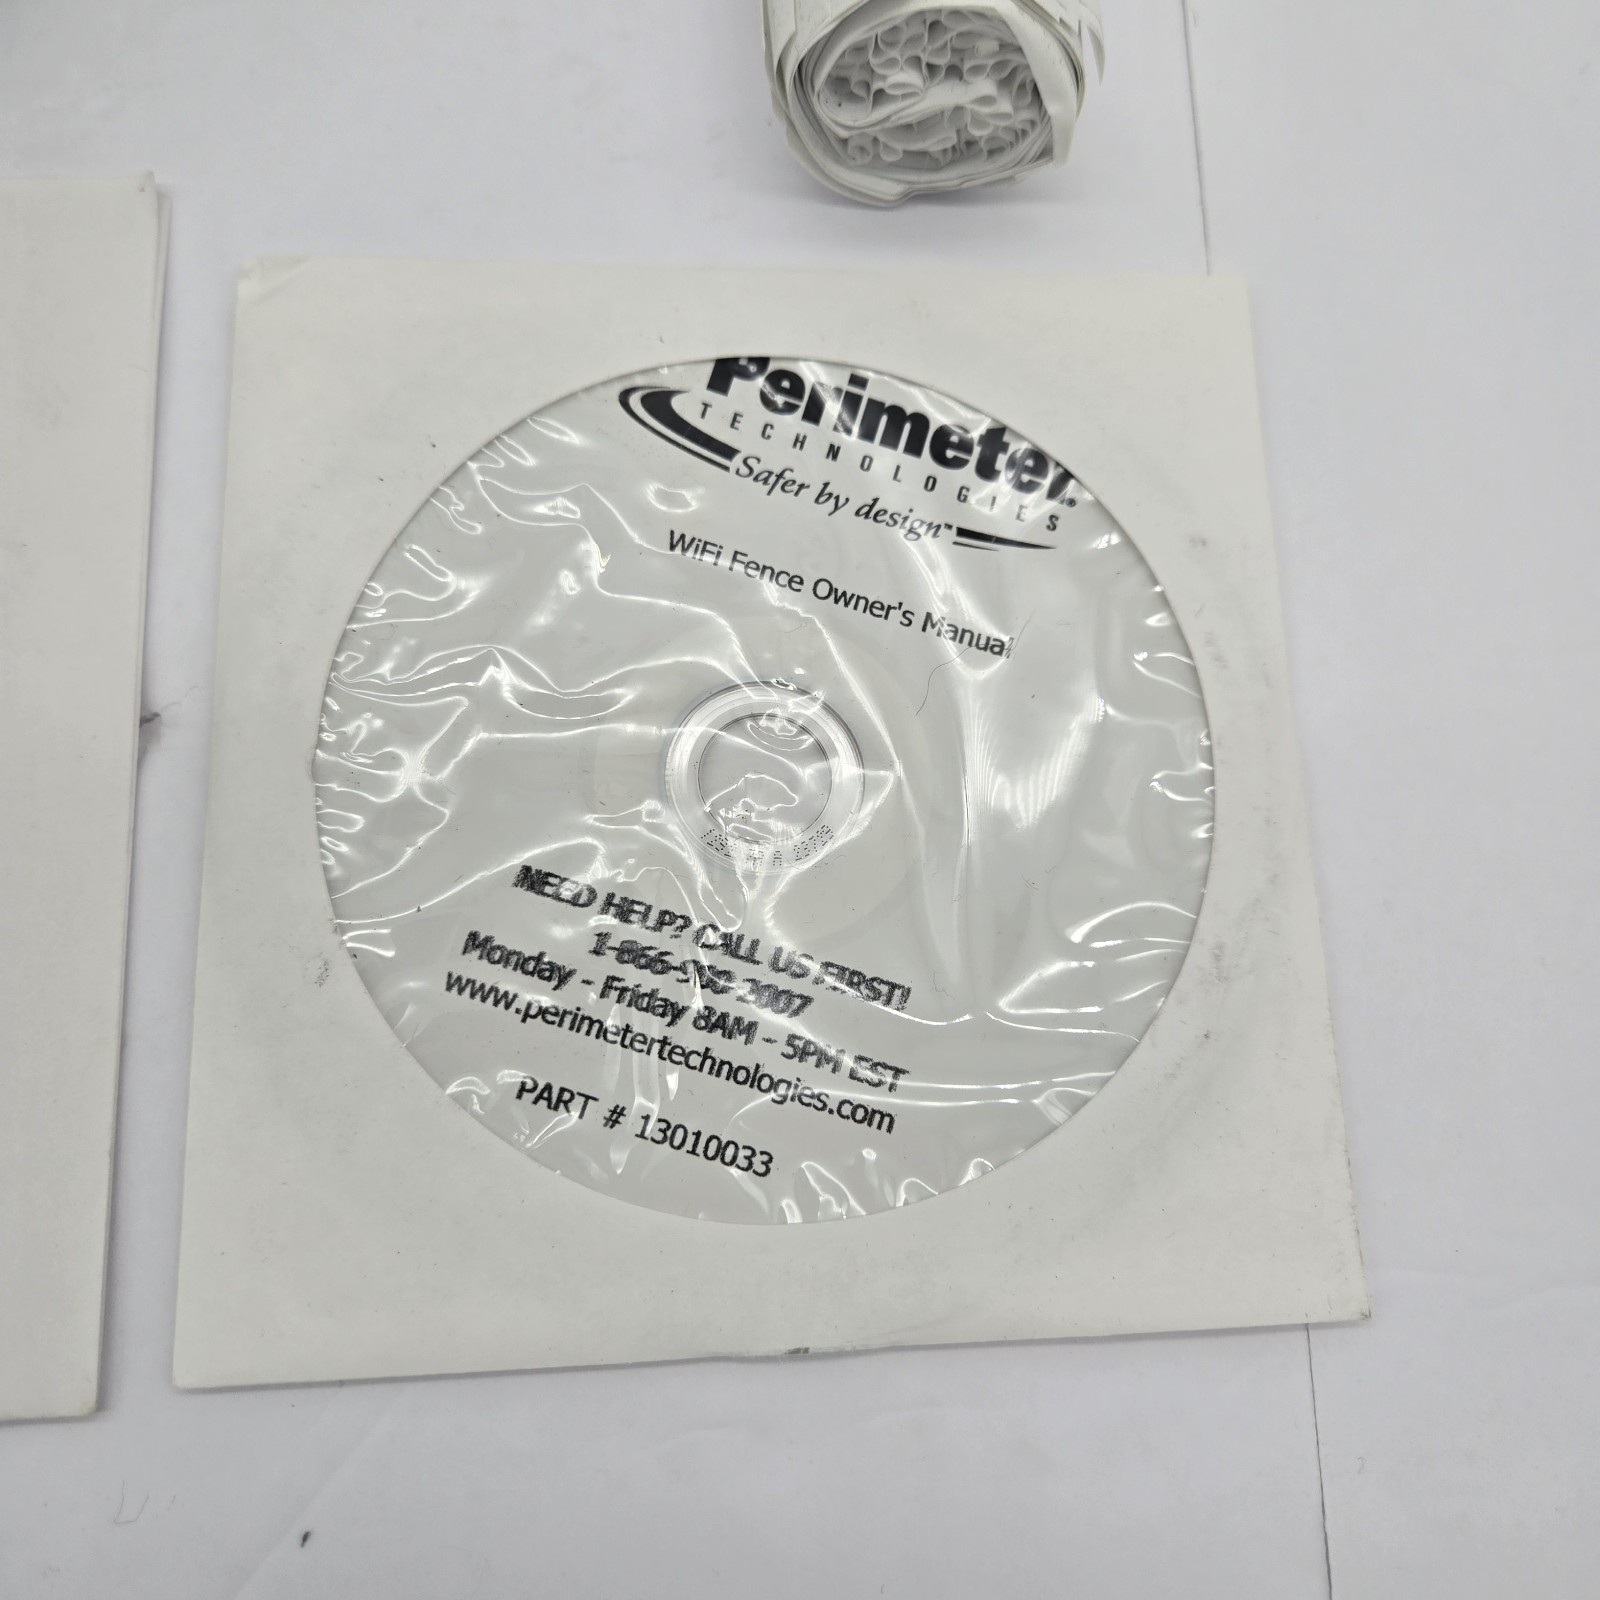 Perimeter®
TECHNOLOGIES
Safer by design™
WiFi Fence Owner's Manual
NEED HELP? CALL US FIRST!
Monday - Friday 8AM - 5PM EST
www.perimetertechnologies.com
PART # 13010033